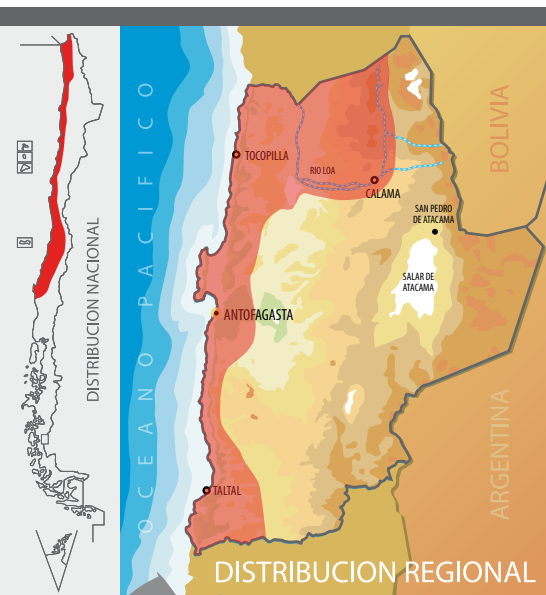 DISTRIBUCION NACIONAL
OCEANO PACIFICO
TOCOPILLA
RIO LOA
CALAMA
BOLIVIA
SAN PEDRO
DE ATACAMA
SALAR DE
ATACAMA
ANTOFAGASTA
ARGENTINA
TALTAL
DISTRIBUCION REGIONAL